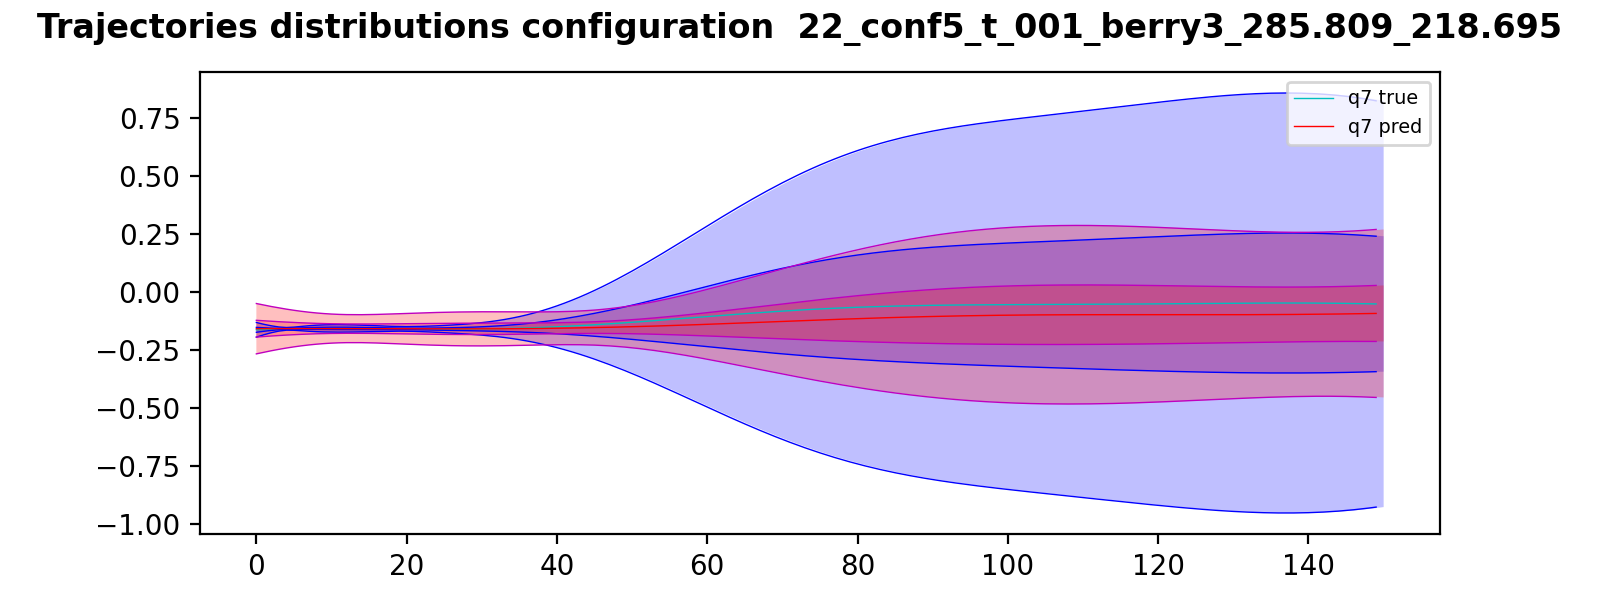 Trajectories distributions configuration  22_conf5_t_001_berry3_285.809_218.695
q7 true
q7 pred
0.75
0.50
0.25
0.00
−0.25
−0.50
−0.75
−1.00
0 20 40 60 80 100 120 140